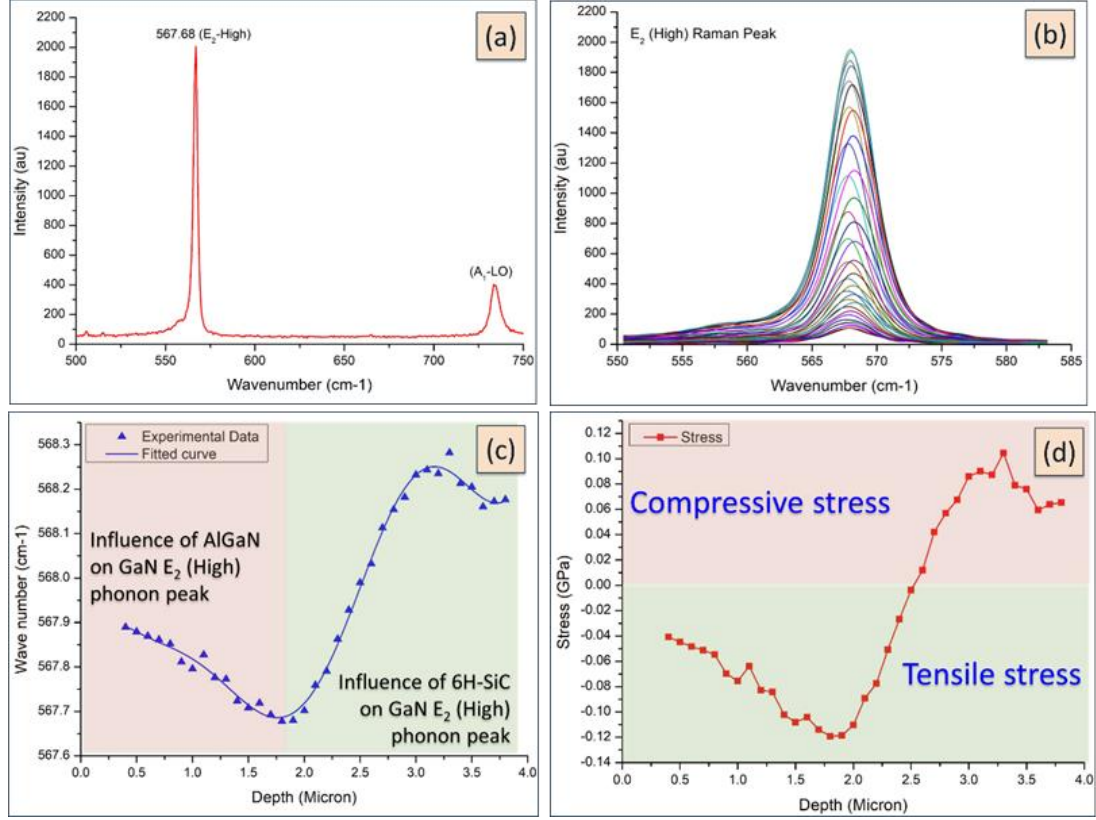 (a)
567.68 (E₂-High)
(A₁-LO)
Intensity (au)
2200
2000
1800
1600
1400
1200
1000
800
600
400
200
0
500 550 600 650 700 750
Wavenumber (cm-1)
(b)
E₂ (High) Raman Peak
Intensity (au)
2200
2000
1800
1600
1400
1200
1000
800
600
400
200
0
550 555 560 565 570 575 580 585
Wavenumber (cm-1)
(c)
Experimental Data
Fitted curve
Influence of AlGaN
on GaN E₂ (High)
phonon peak
Influence of 6H-SiC
on GaN E₂ (High)
phonon peak
Wave number (cm-1)
568.3
568.2
568.1
568.0
567.9
567.8
567.7
567.6
0.0 0.5 1.0 1.5 2.0 2.5 3.0 3.5 4.0
Depth (Micron)
(d)
Stress
Compressive stress
Tensile stress
Stress (GPa)
0.12
0.10
0.08
0.06
0.04
0.02
0.00
-0.02
-0.04
-0.06
-0.08
-0.10
-0.12
-0.14
0.0 0.5 1.0 1.5 2.0 2.5 3.0 3.5 4.0
Depth (Micron)